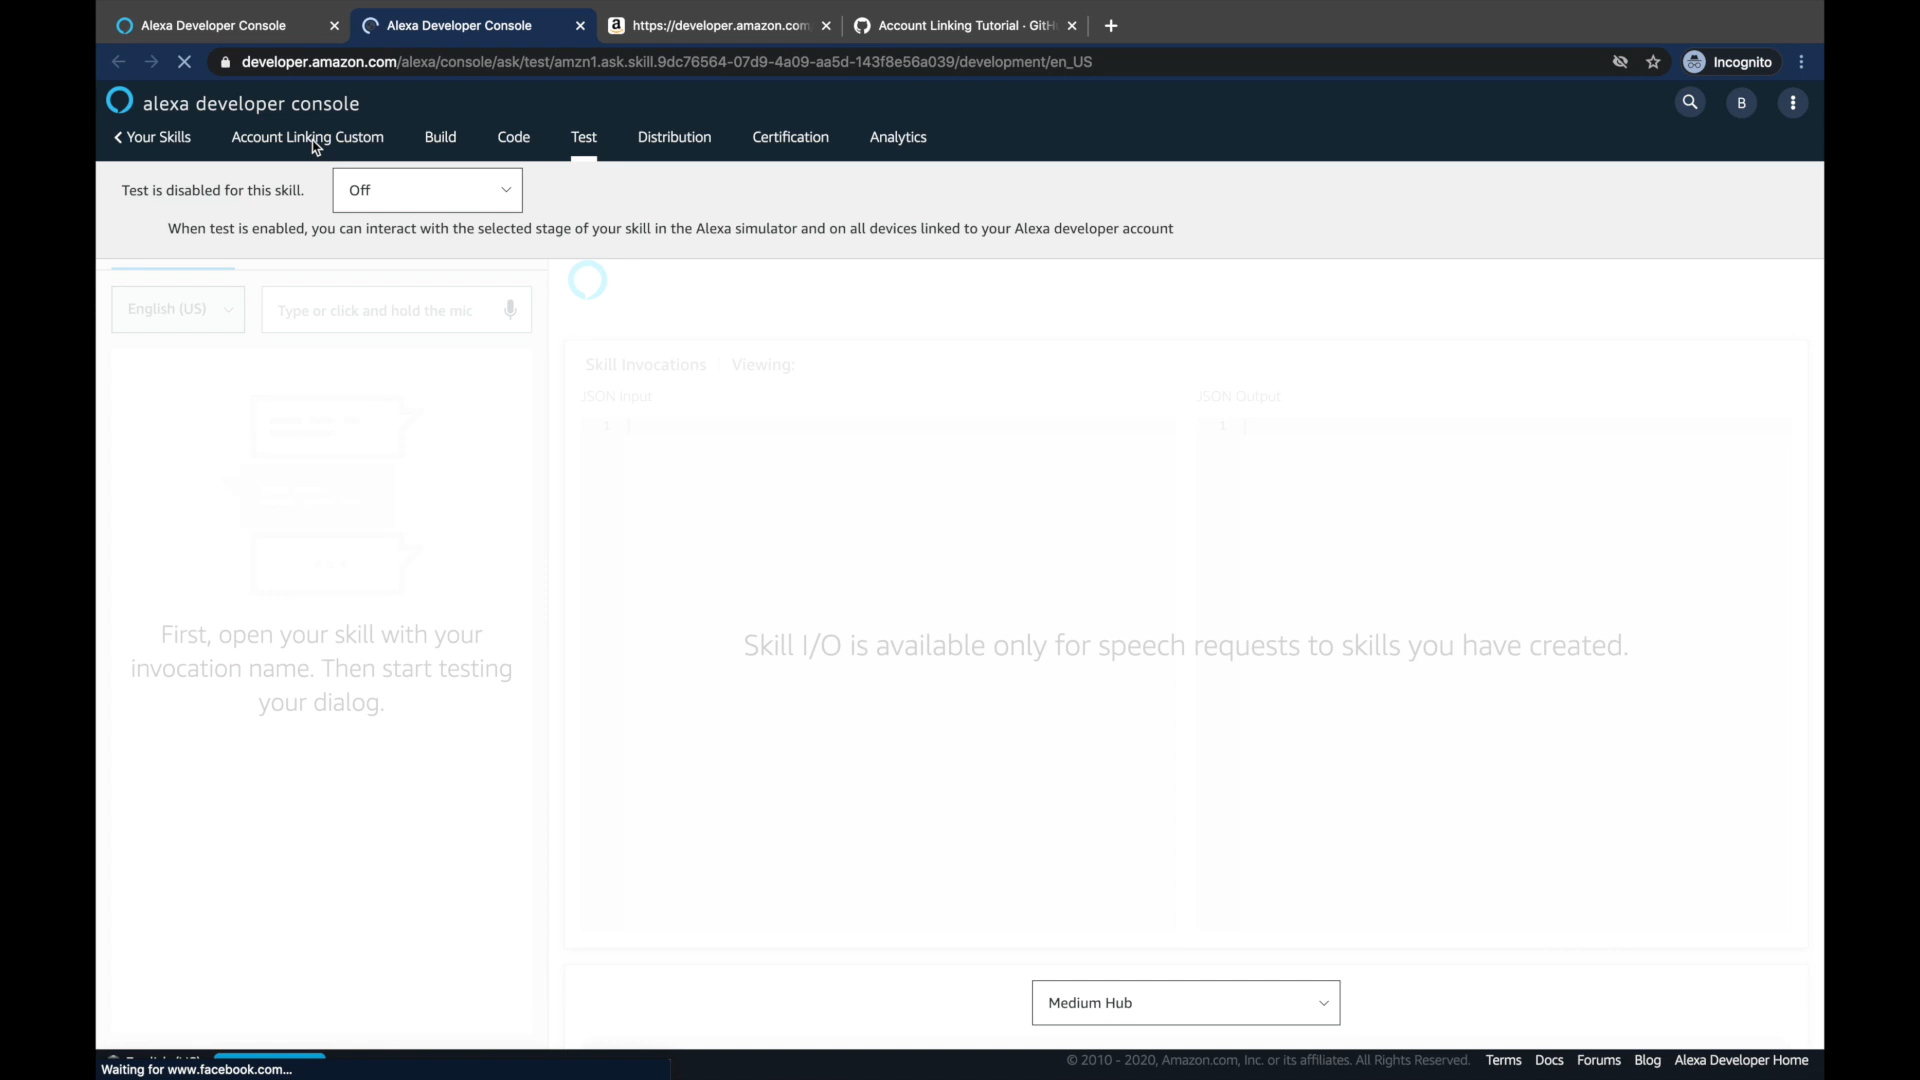 Alexa Developer Console
Alexa Developer Console
https://developer.amazon.com
Account Linking Tutorial · GitH
developer.amazon.com/alexa/console/ask/test/amzn1.ask.skill.9dc76564-07d9-4a09-aa5d-143f8e56a039/development/en_US
Incognito
alexa developer console
B
Your Skills
Account Linking Custom
Build
Code
Test
Distribution
Certification
Analytics
Test is disabled for this skill.
Off
When test is enabled, you can interact with the selected stage of your skill in the Alexa simulator and on all devices linked to your Alexa developer account
English (US)
Type or click and hold the mic
Skill Invocations
Viewing:
JSON Input
JSON Output
1
1
First, open your skill with your
invocation name. Then start testing
your dialog.
Skill I/O is available only for speech requests to skills you have created.
Medium Hub
© 2010 - 2020, Amazon.com, Inc. or its affiliates. All Rights Reserved.
Terms
Docs
Forums
Blog
Alexa Developer Home
Waiting for www.facebook.com...